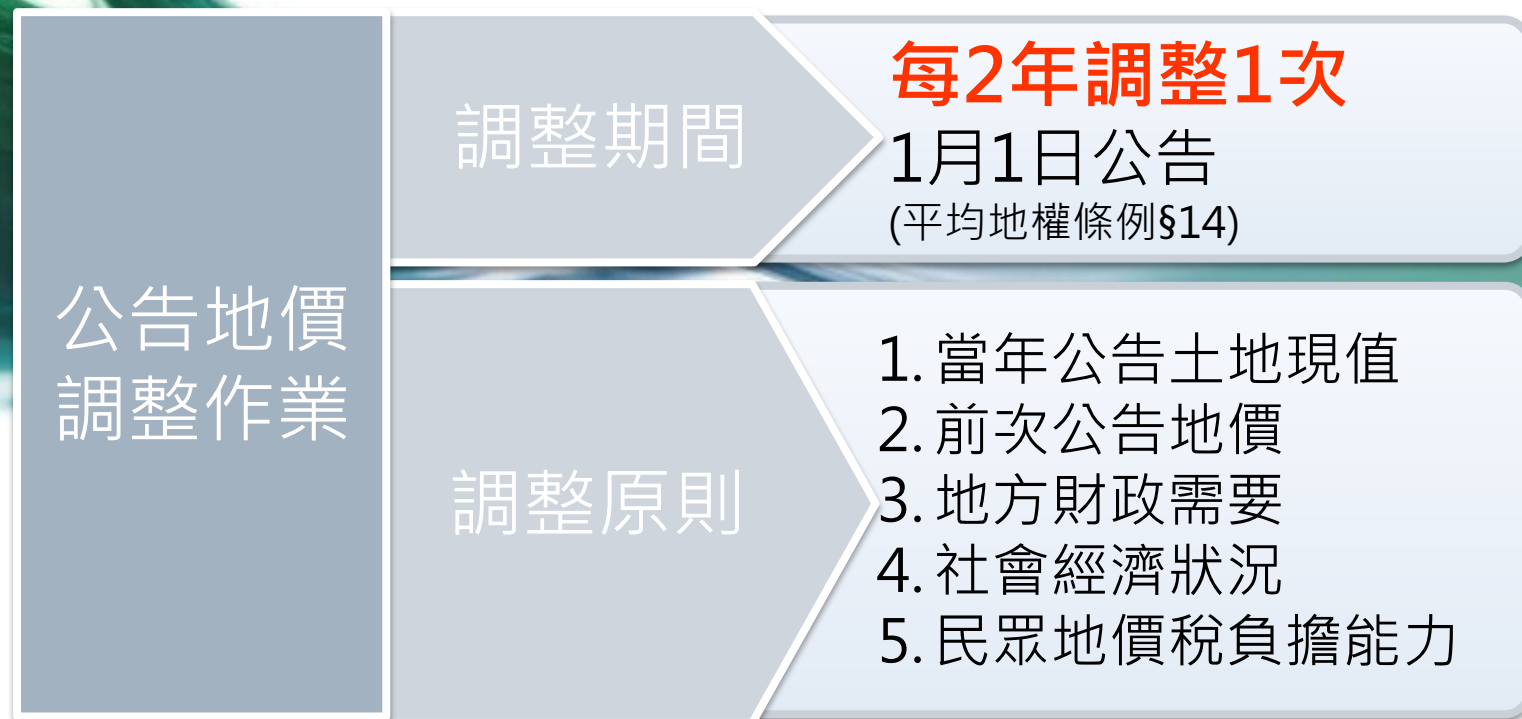 公告地價
調整作業
調整期間
每2年調整1次
1月1日公告
(平均地權條例§14)
調整原則
1. 當年公告土地現值
2. 前次公告地價
3. 地方財政需要
4. 社會經濟狀況
5. 民眾地價稅負擔能力